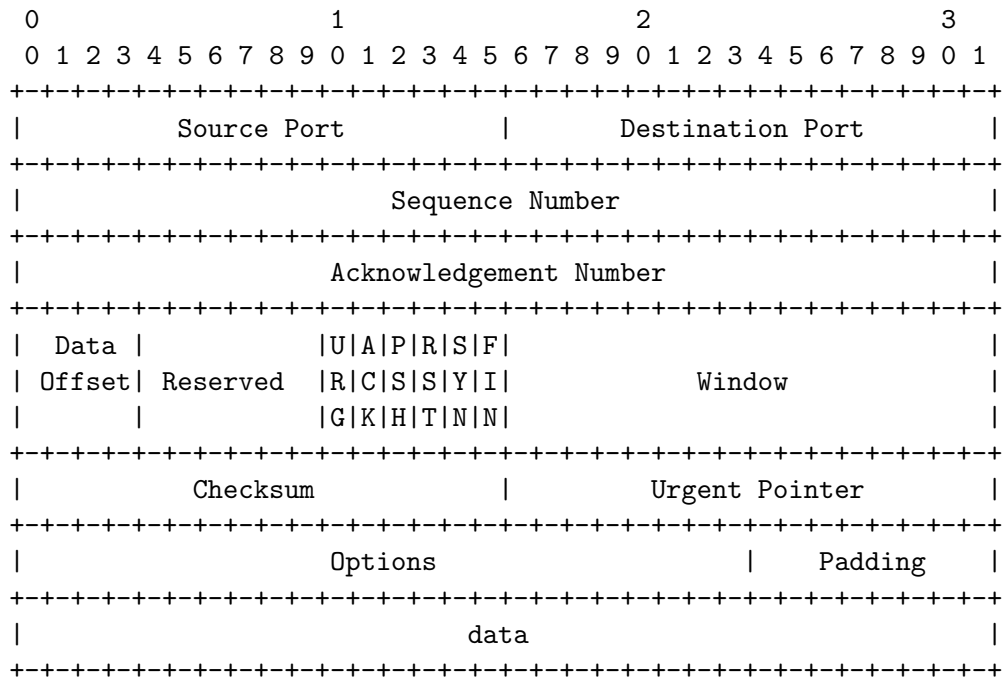 0                   1                   2                   3
 0 1 2 3 4 5 6 7 8 9 0 1 2 3 4 5 6 7 8 9 0 1 2 3 4 5 6 7 8 9 0 1
+-+-+-+-+-+-+-+-+-+-+-+-+-+-+-+-+-+-+-+-+-+-+-+-+-+-+-+-+-+-+-+-+
|          Source Port          |       Destination Port        |
+-+-+-+-+-+-+-+-+-+-+-+-+-+-+-+-+-+-+-+-+-+-+-+-+-+-+-+-+-+-+-+-+
|                        Sequence Number                        |
+-+-+-+-+-+-+-+-+-+-+-+-+-+-+-+-+-+-+-+-+-+-+-+-+-+-+-+-+-+-+-+-+
|                    Acknowledgement Number                     |
+-+-+-+-+-+-+-+-+-+-+-+-+-+-+-+-+-+-+-+-+-+-+-+-+-+-+-+-+-+-+-+-+
|  Data |           |U|A|P|R|S|F|                               |
| Offset| Reserved  |R|C|S|S|Y|I|            Window             |
|       |           |G|K|H|T|N|N|                               |
+-+-+-+-+-+-+-+-+-+-+-+-+-+-+-+-+-+-+-+-+-+-+-+-+-+-+-+-+-+-+-+-+
|           Checksum            |         Urgent Pointer        |
+-+-+-+-+-+-+-+-+-+-+-+-+-+-+-+-+-+-+-+-+-+-+-+-+-+-+-+-+-+-+-+-+
|                    Options                    |    Padding    |
+-+-+-+-+-+-+-+-+-+-+-+-+-+-+-+-+-+-+-+-+-+-+-+-+-+-+-+-+-+-+-+-+
|                             data                              |
+-+-+-+-+-+-+-+-+-+-+-+-+-+-+-+-+-+-+-+-+-+-+-+-+-+-+-+-+-+-+-+-+